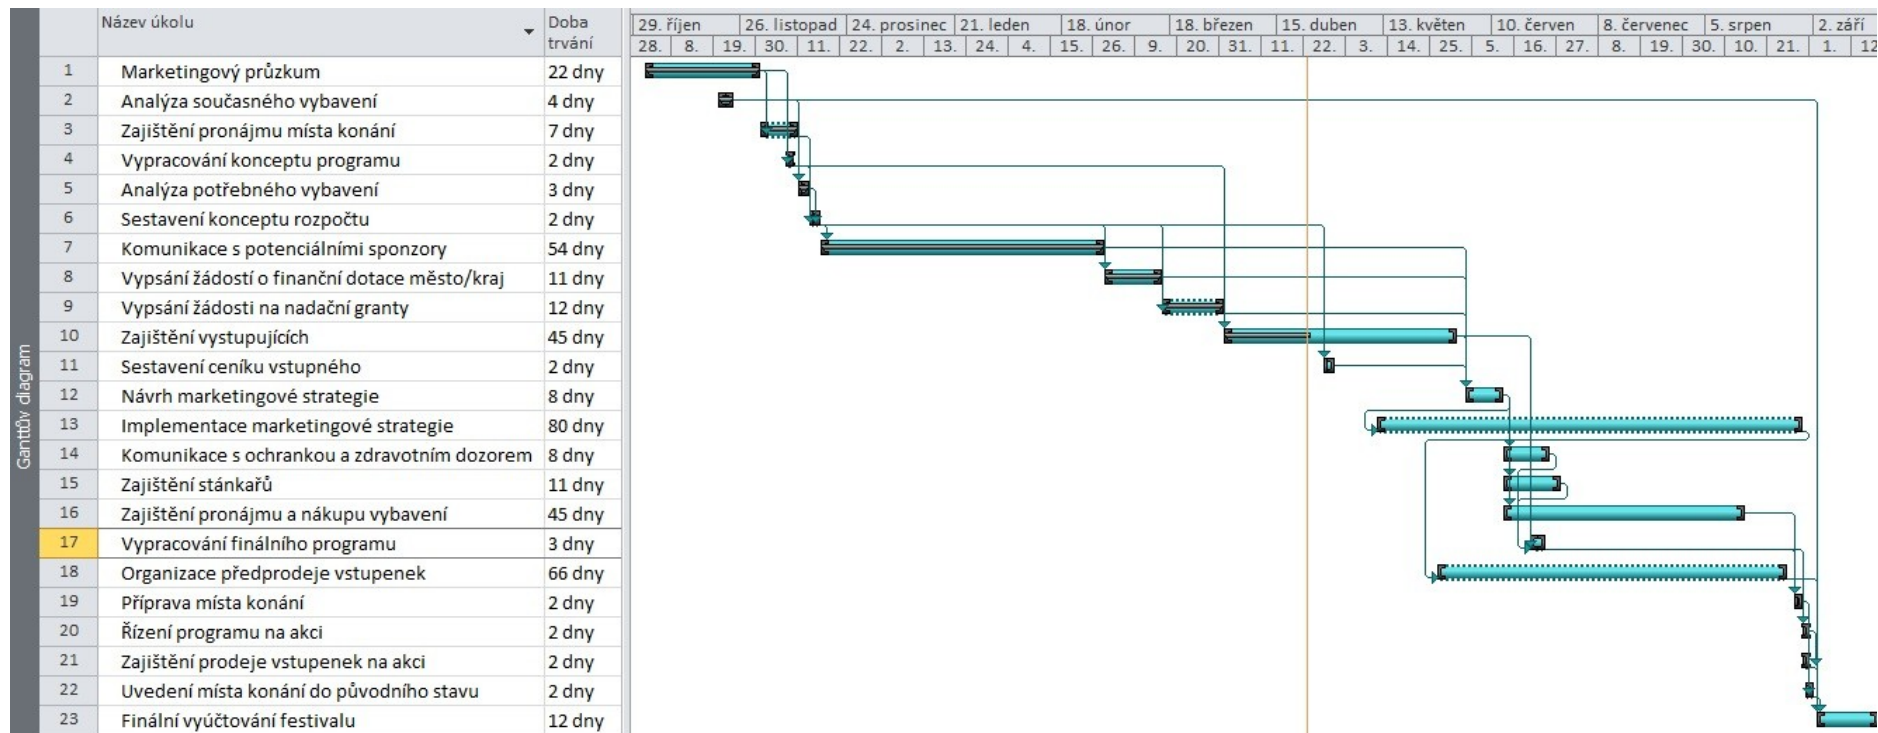 Název úkolu
Doba trvání
29. říjen 26. listopad 24. prosinec 21. leden 18. únor 18. březen 15. duben 13. květen 10. červen 8. červenec 5. srpen 2. září
28. 8. 19. 30. 11. 22. 2. 13. 24. 4. 15. 26. 9. 20. 31. 11. 22. 3. 14. 25. 5. 16. 27. 8. 19. 30. 10. 21. 1. 12
1 Marketingový průzkum 22 dny
2 Analýza současného vybavení 4 dny
3 Zajištění pronájmu místa konání 7 dny
4 Vypracování konceptu programu 2 dny
5 Analýza potřebného vybavení 3 dny
6 Sestavení konceptu rozpočtu 2 dny
7 Komunikace s potenciálními sponzory 54 dny
8 Vypsání žádostí o finanční dotace město/kraj 11 dny
9 Vypsání žádosti na nadační granty 12 dny
10 Zajištění vystupujících 45 dny
11 Sestavení ceníku vstupného 2 dny
12 Návrh marketingové strategie 8 dny
13 Implementace marketingové strategie 80 dny
14 Komunikace s ochrankou a zdravotním dozorem 8 dny
15 Zajištění stánkařů 11 dny
16 Zajištění pronájmu a nákupu vybavení 45 dny
17 Vypracování finálního programu 3 dny
18 Organizace předprodeje vstupenek 66 dny
19 Příprava místa konání 2 dny
20 Řízení programu na akci 2 dny
21 Zajištění prodeje vstupenek na akci 2 dny
22 Uvedení místa konání do původního stavu 2 dny
23 Finální vyúčtování festivalu 12 dny
Ganttův diagram